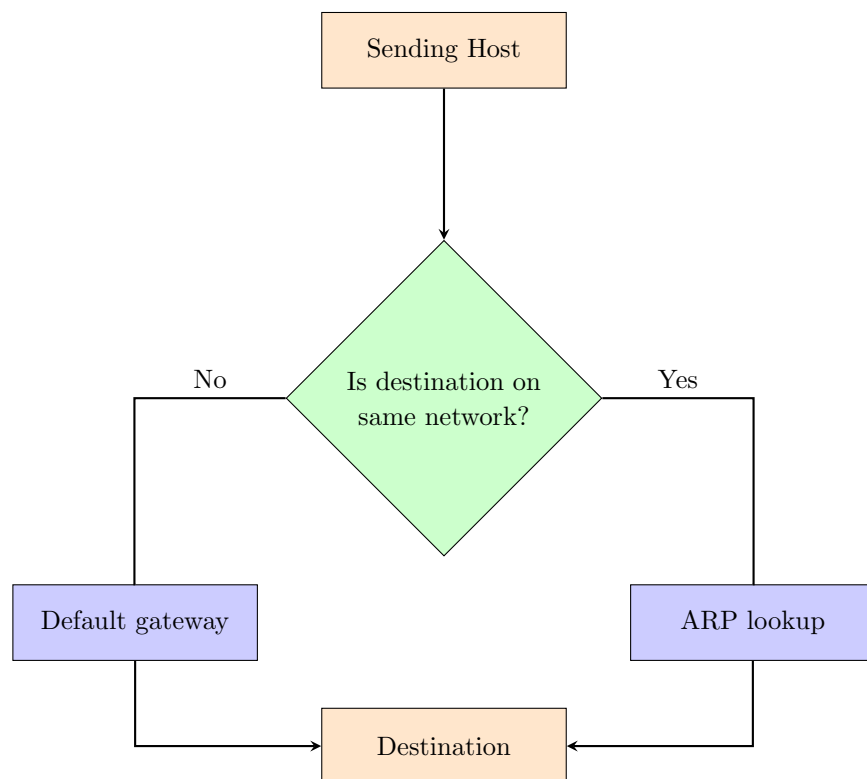 Sending Host
No
Yes
Is destination on
same network?
Default gateway
ARP lookup
Destination